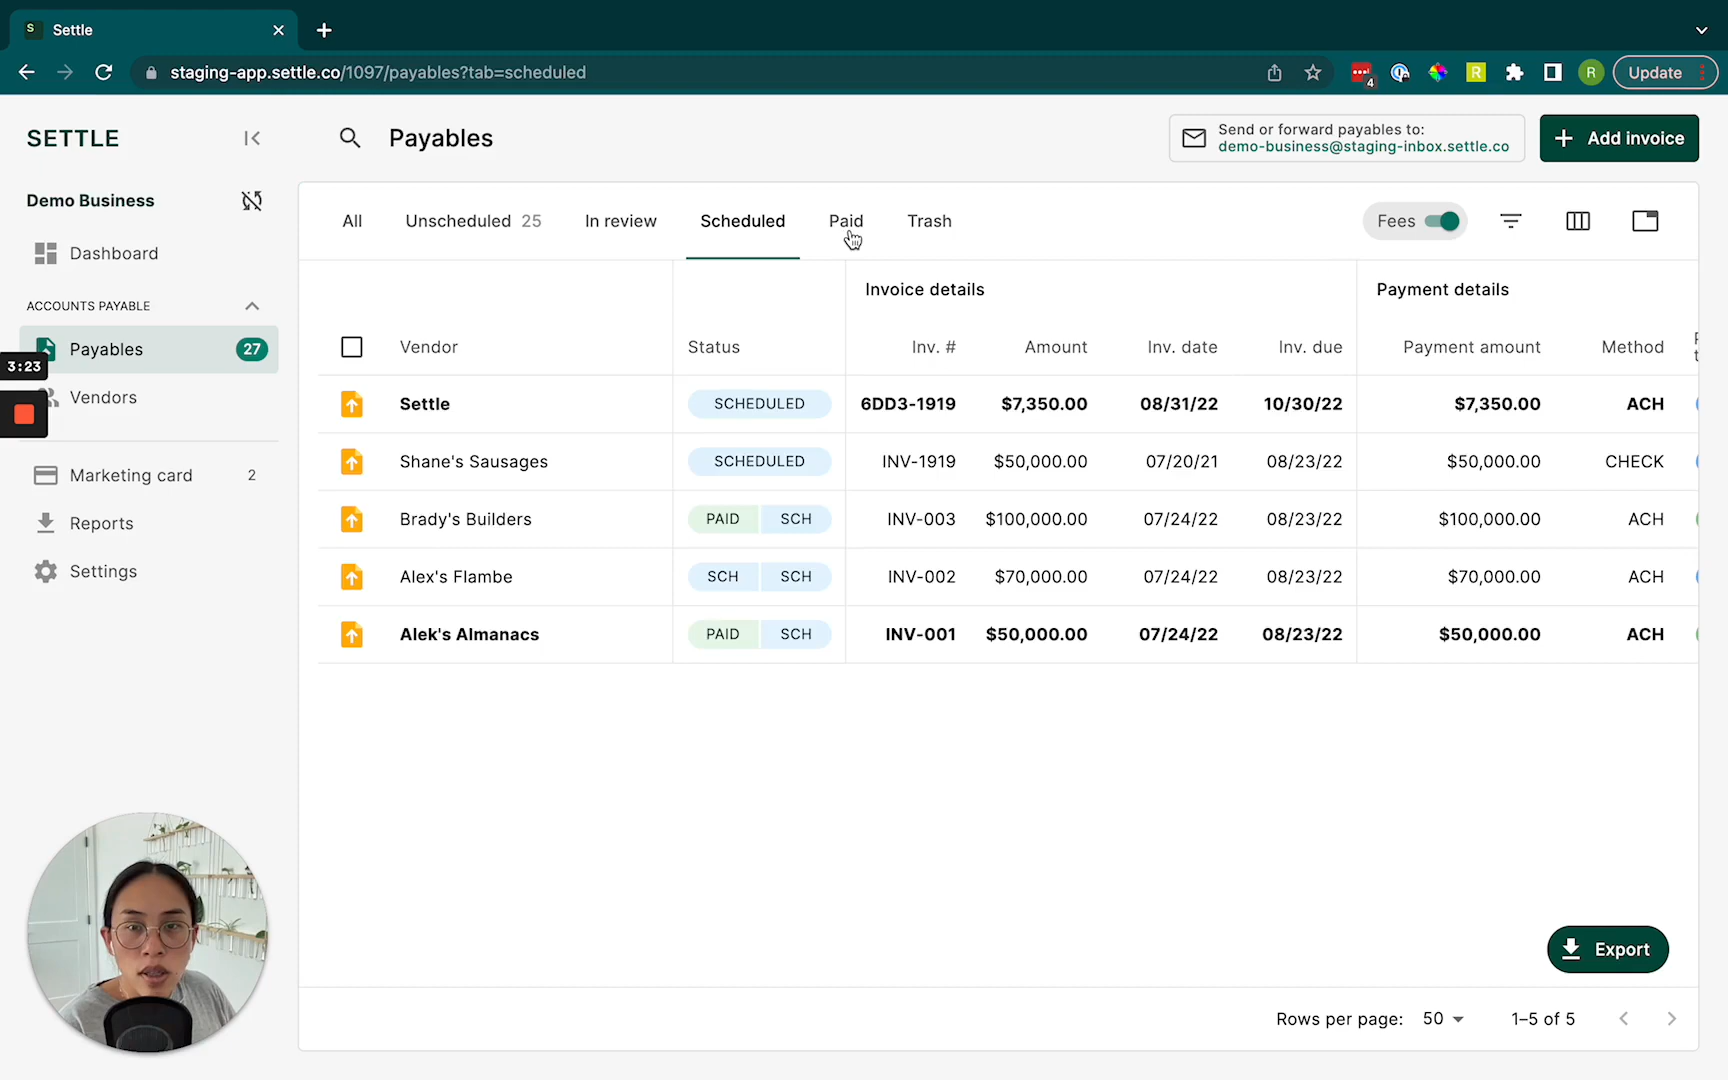 S Settle
staging-app.settle.co/1097/payables?tab=scheduled
4
R
R
Update
SETTLE
Payables
Send or forward payables to:
demo-business@staging-inbox.settle.co
Add invoice
Demo Business
Dashboard
ACCOUNTS PAYABLE
Payables 27
3:23
Vendors
Marketing card 2
Reports
Settings
All Unscheduled 25 In review Scheduled Paid Trash
Fees
Invoice details Payment details
Vendor Status Inv. # Amount Inv. date Inv. due Payment amount Method
Settle SCHEDULED 6DD3-1919 $7,350.00 08/31/22 10/30/22 $7,350.00 ACH
Shane's Sausages SCHEDULED INV-1919 $50,000.00 07/20/21 08/23/22 $50,000.00 CHECK
Brady's Builders PAID SCH INV-003 $100,000.00 07/24/22 08/23/22 $100,000.00 ACH
Alex's Flambe SCH SCH INV-002 $70,000.00 07/24/22 08/23/22 $70,000.00 ACH
Alek's Almanacs PAID SCH INV-001 $50,000.00 07/24/22 08/23/22 $50,000.00 ACH
Export
Rows per page: 50 1–5 of 5